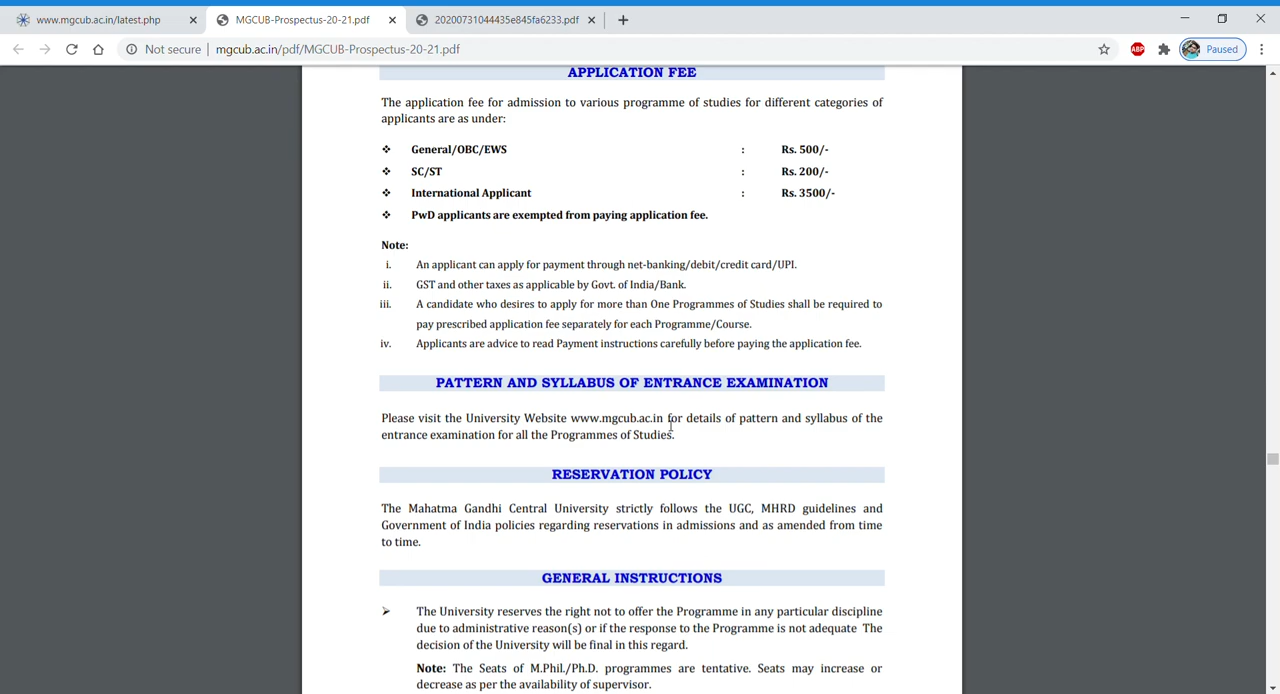 www.mgcub.ac.in/latest.php
MGCUB-Prospectus-20-21.pdf
20200731044435e845fa6233.pdf
Not secure | mgcub.ac.in/pdf/MGCUB-Prospectus-20-21.pdf
ABP
Paused
APPLICATION FEE
The application fee for admission to various programme of studies for different categories of
applicants are as under:
❖ General/OBC/EWS : Rs. 500/-
❖ SC/ST : Rs. 200/-
❖ International Applicant : Rs. 3500/-
❖ PwD applicants are exempted from paying application fee.
Note:
i. An applicant can apply for payment through net-banking/debit/credit card/UPI.
ii. GST and other taxes as applicable by Govt. of India/Bank.
iii. A candidate who desires to apply for more than One Programmes of Studies shall be required to
pay prescribed application fee separately for each Programme/Course.
iv. Applicants are advice to read Payment instructions carefully before paying the application fee.
PATTERN AND SYLLABUS OF ENTRANCE EXAMINATION
Please visit the University Website www.mgcub.ac.in for details of pattern and syllabus of the
entrance examination for all the Programmes of Studies.
RESERVATION POLICY
The Mahatma Gandhi Central University strictly follows the UGC, MHRD guidelines and
Government of India policies regarding reservations in admissions and as amended from time
to time.
GENERAL INSTRUCTIONS
➤ The University reserves the right not to offer the Programme in any particular discipline
due to administrative reason(s) or if the response to the Programme is not adequate The
decision of the University will be final in this regard.
Note: The Seats of M.Phil./Ph.D. programmes are tentative. Seats may increase or
decrease as per the availability of supervisor.